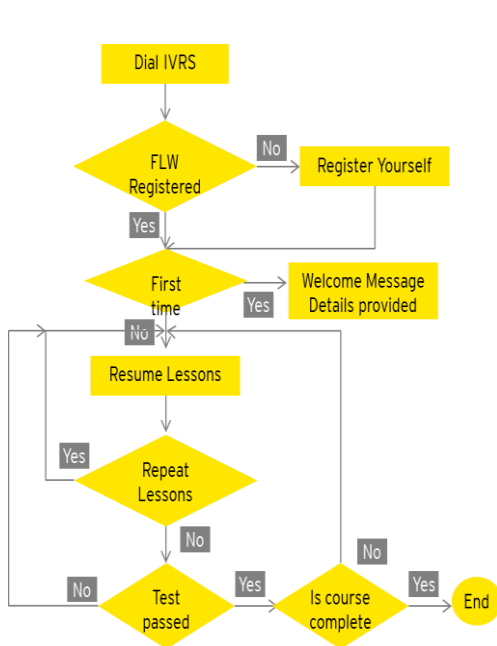 Dial IVRS
FLW
Registered
No
Register Yourself
Yes
First
time
Yes
Welcome Message
Details provided
No
Resume Lessons
Yes
Repeat
Lessons
No
No
Test
passed
Yes
No
Is course
complete
Yes
End